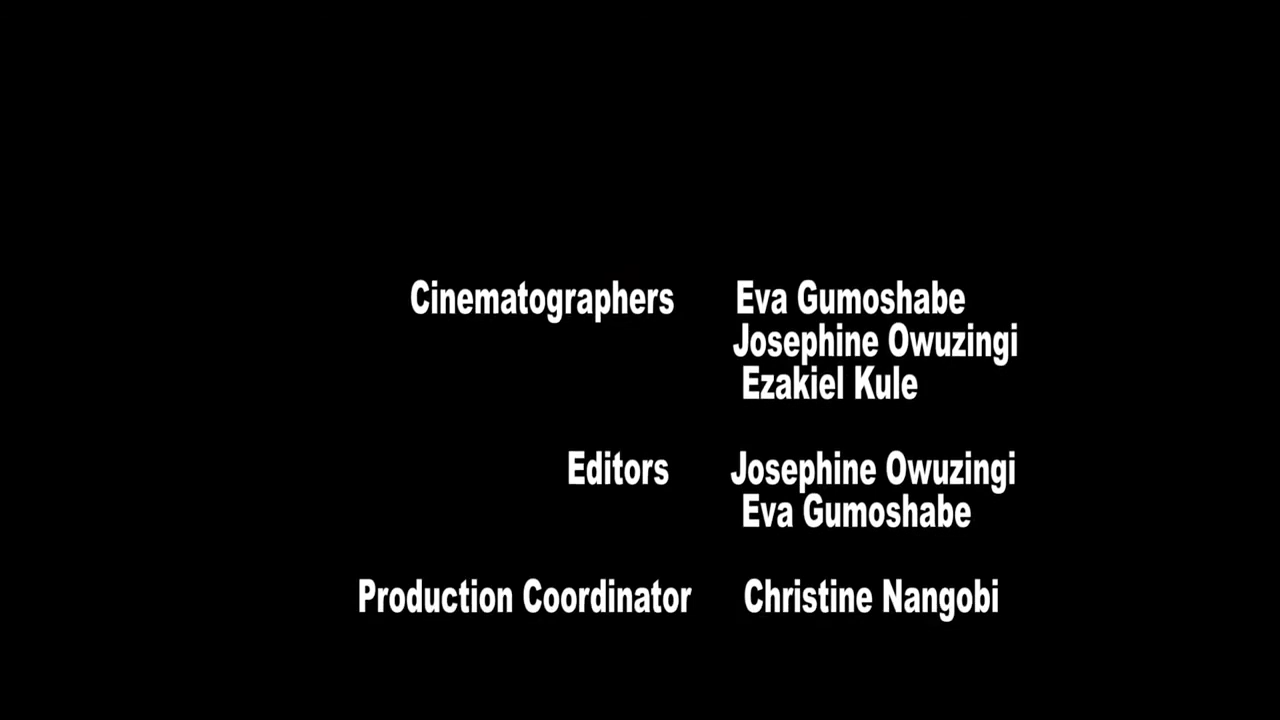 Cinematographers Eva Gumoshabe
Josephine Owuzingi
Ezakiel Kule
Editors Josephine Owuzingi
Eva Gumoshabe
Production Coordinator Christine Nangobi